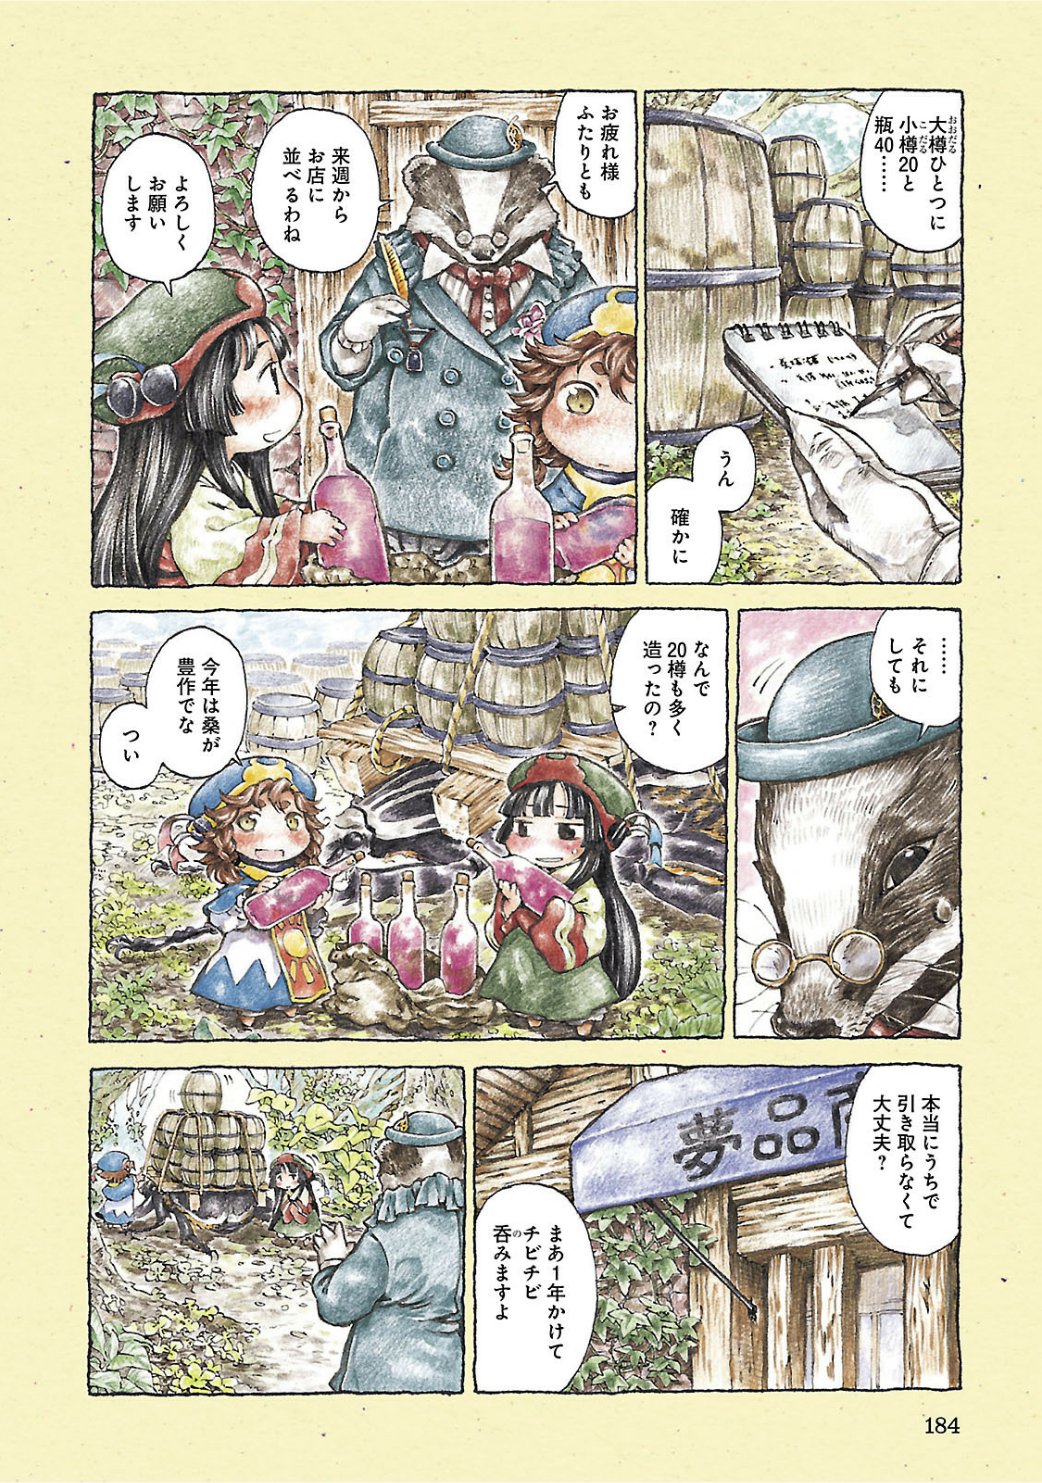 大樽ひとつに
小樽20と
瓶40……
うん
確かに
お疲れ様
ふたりとも
来週から
お店に
並べるわね
よろしく
お願い
します
……
それに
しても
なんで
20樽も多く
造ったの？
今年は桑が
豊作でな
つい
本当にうちで
引き取らなくて
大丈夫？
夢品商
まあ1年かけて
チビチビ
呑みますよ
184